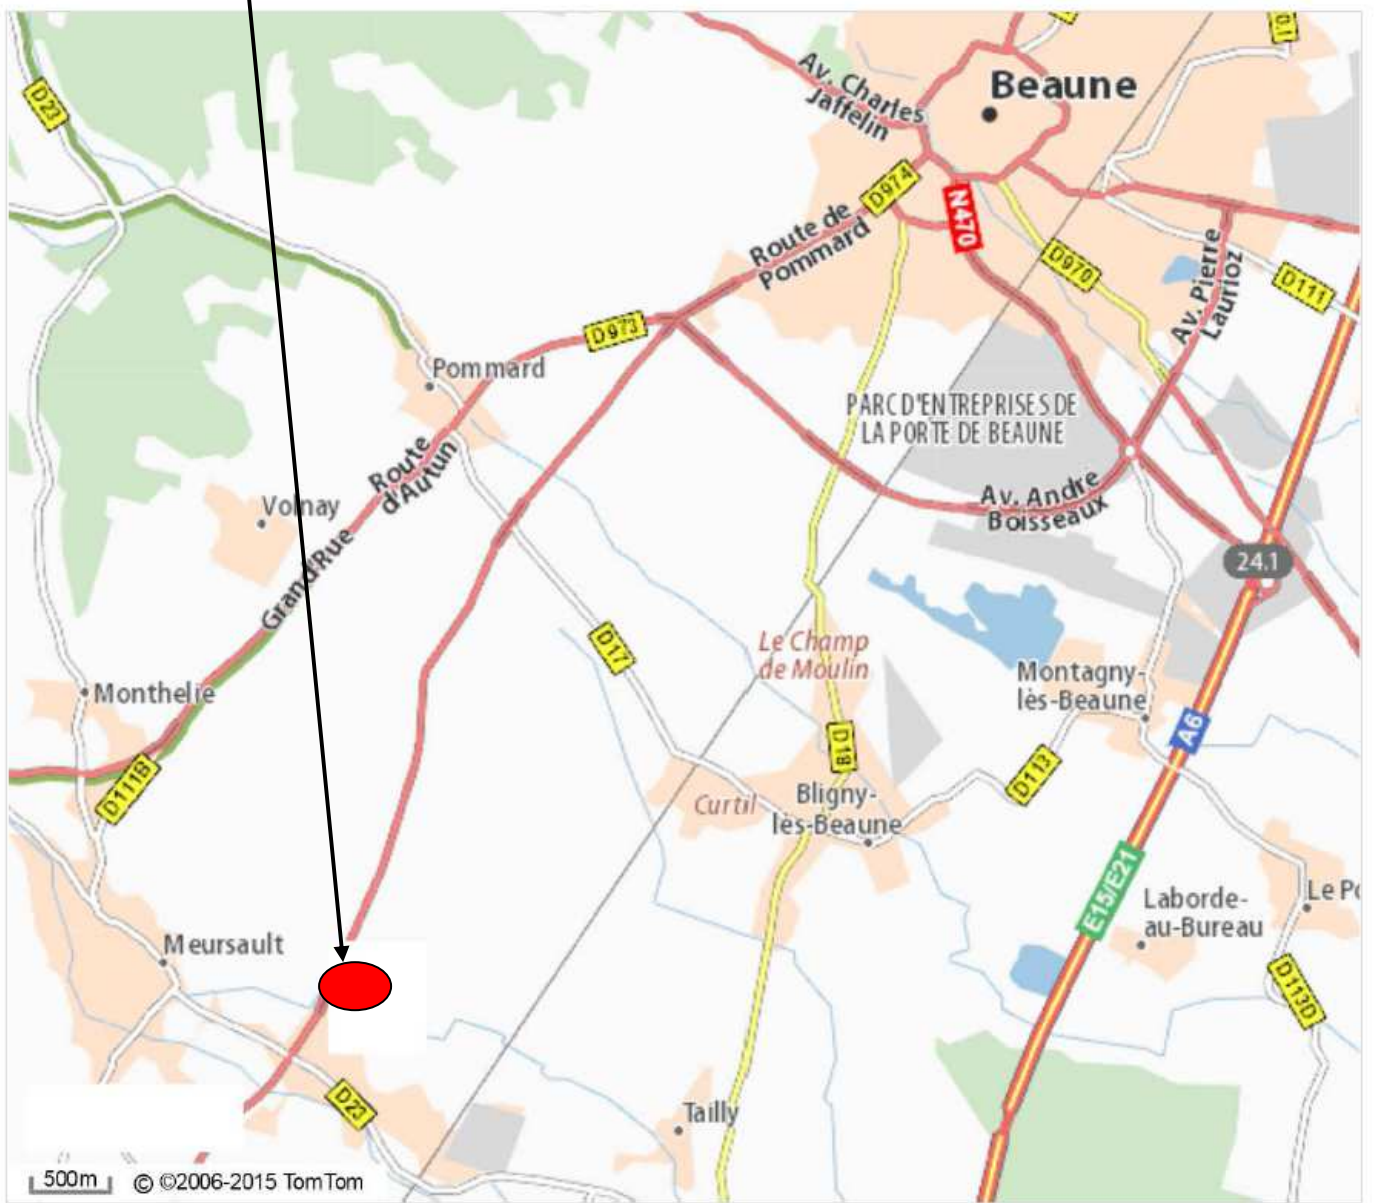 D23
Av. Charles
Jaffelin
Beaune
D974
N470
Route de
Pommard
D970
Av. Pierre
Laurioz
D111
D973
Pommard
PARC D'ENTREPRISES DE
LA PORTE DE BEAUNE
Route
d'Autun
Volnay
Av. André
Boisseaux
Grand'Rue
24.1
D17
Le Champ
de Moulin
Montagny-
lès-Beaune
Monthelie
A6
D18
D111B
D113
Curtil
Bligny-
lès-Beaune
E15/E21
Laborde-
au-Bureau
Le Po
Meursault
D113D
D23
Tailly
500m
© ©2006-2015 TomTom